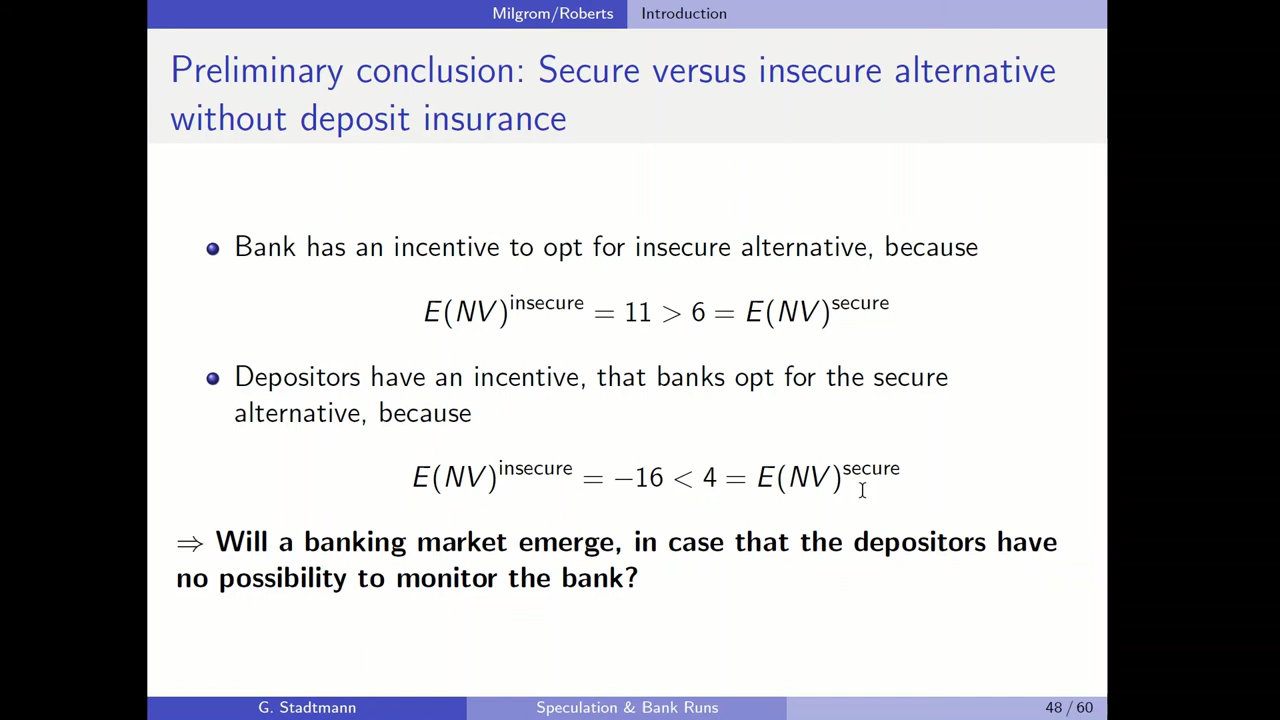 Milgrom/Roberts Introduction
Preliminary conclusion: Secure versus insecure alternative
without deposit insurance
Bank has an incentive to opt for insecure alternative, because
E(NV)^insecure = 11 > 6 = E(NV)^secure
Depositors have an incentive, that banks opt for the secure
alternative, because
E(NV)^insecure = −16 < 4 = E(NV)^secure
⇒ Will a banking market emerge, in case that the depositors have
no possibility to monitor the bank?
G. Stadtmann Speculation & Bank Runs 48 / 60